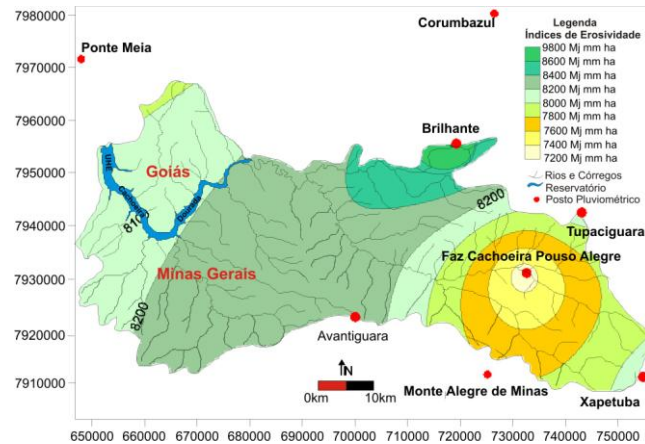 7980000
7970000
7960000
7950000
7940000
7930000
7920000
7910000
Ponte Meia
Corumbazul
Legenda
Índices de Erosividade
9800 Mj mm ha
8600 Mj mm ha
8400 Mj mm ha
8200 Mj mm ha
8000 Mj mm ha
7800 Mj mm ha
7600 Mj mm ha
7400 Mj mm ha
7200 Mj mm ha
Rios e Córregos
Reservatório
Posto Pluviométrico
Brilhante
Goiás
UHE
Cachoeira
Dourada
8100
8200
Tupaciguara
Faz Cachoeira Pouso Alegre
Minas Gerais
8200
Avantiguara
N
0km
10km
Monte Alegre de Minas
Xapetuba
650000 660000 670000 680000 690000 700000 710000 720000 730000 740000 750000